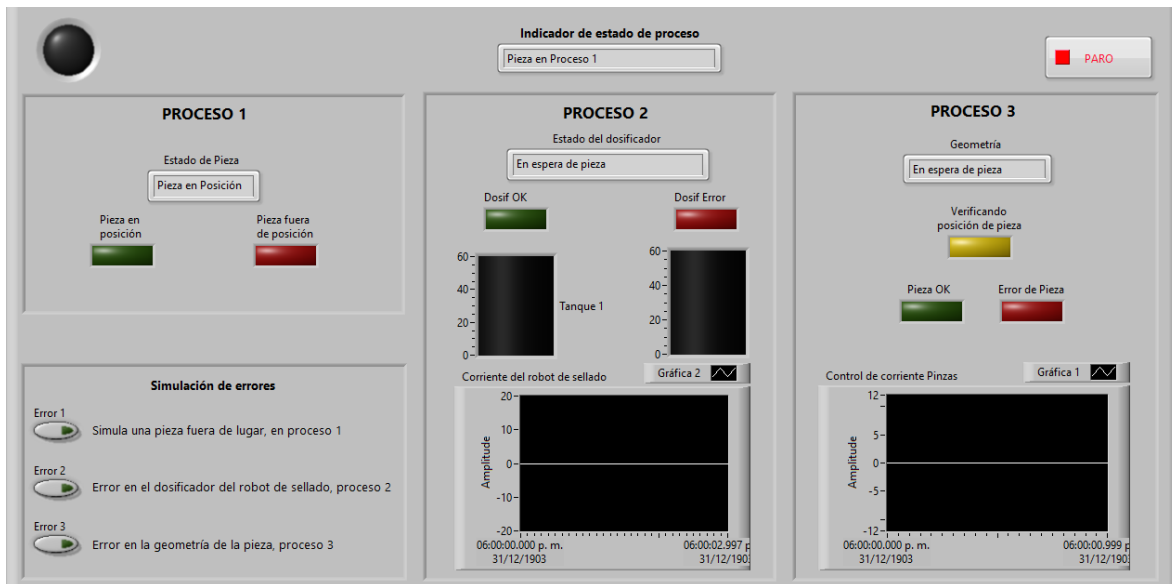 Indicador de estado de proceso
Pieza en Proceso 1
PARO
PROCESO 1
Estado de Pieza
Pieza en Posición
Pieza en
posición
Pieza fuera
de posición
Simulación de errores
Error 1
Simula una pieza fuera de lugar, en proceso 1
Error 2
Error en el dosificador del robot de sellado, proceso 2
Error 3
Error en la geometría de la pieza, proceso 3
PROCESO 2
Estado del dosificador
En espera de pieza
Dosif OK
Dosif Error
60
40
20
0
Tanque 1
60
40
20
0
Corriente del robot de sellado
Gráfica 2
Amplitude
20
10
0
-10
-20
06:00:00.000 p. m.
31/12/1903
06:00:02.997 p
31/12/190
PROCESO 3
Geometría
En espera de pieza
Verificando
posición de pieza
Pieza OK
Error de Pieza
Control de corriente Pinzas
Gráfica 1
Amplitude
12
5
0
-5
-12
06:00:00.000 p. m.
31/12/1903
06:00:00.999 p
31/12/190